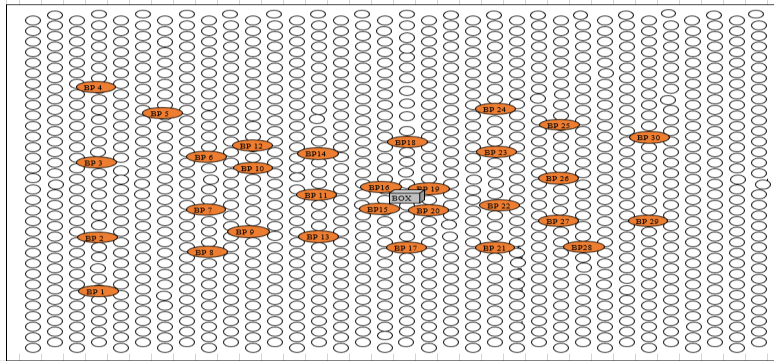 BP 4
BP 24
BP 5
BP 25
BP 30
BP 12
BP18
BP 6
BP14
BP 23
BP 3
BP 10
BP 26
BP16
BP 19
BP 11
BOX
BP 7
BP15
BP 20
BP 22
BP 27
BP 29
BP 9
BP 2
BP 13
BP 8
BP 17
BP 21
BP28
BP 1